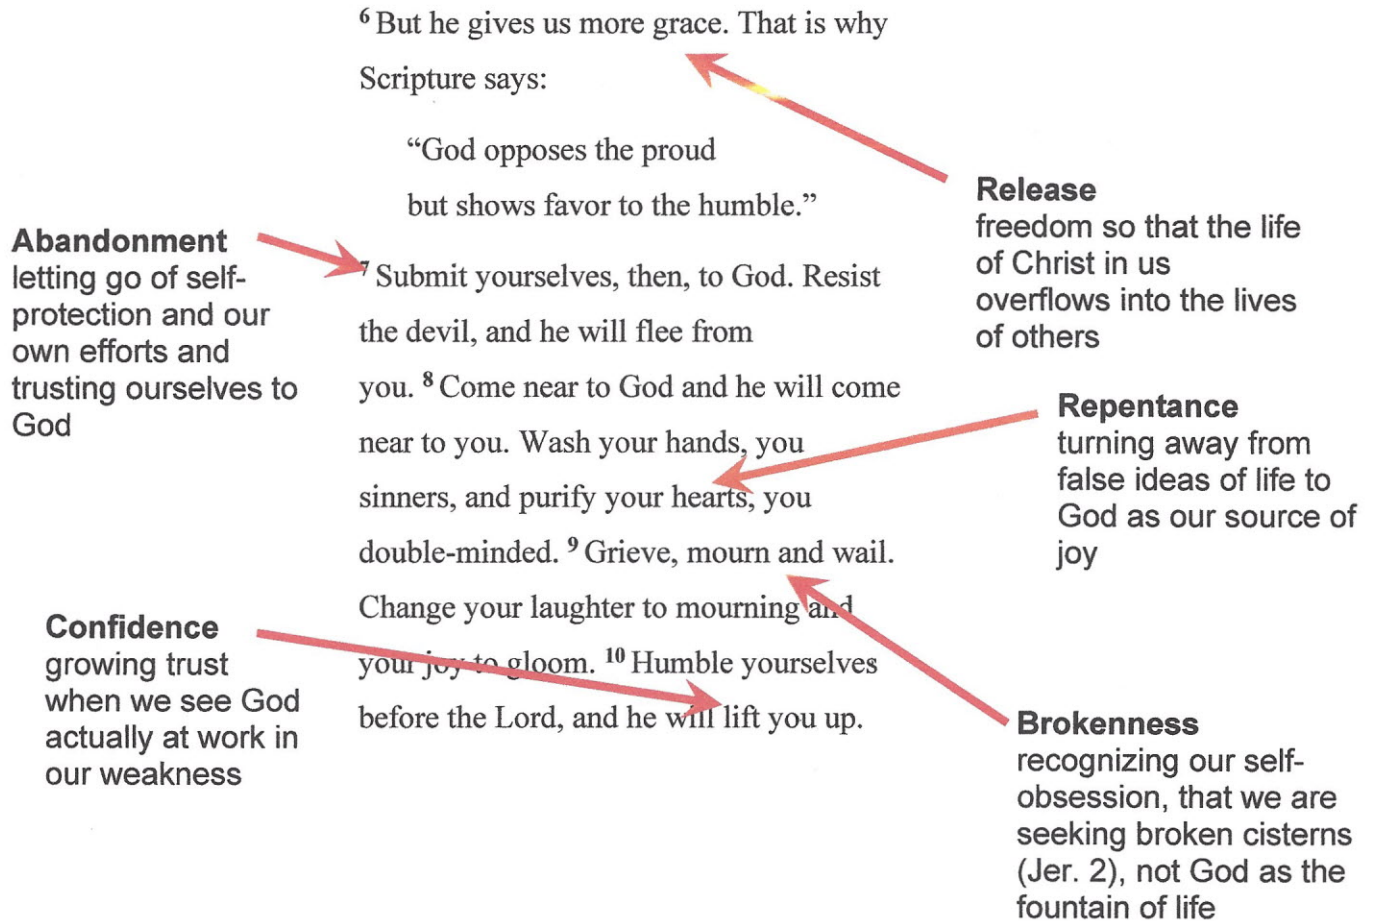 ⁶ But he gives us more grace. That is why
Scripture says:
“God opposes the proud
but shows favor to the humble.”
⁷ Submit yourselves, then, to God. Resist
the devil, and he will flee from
you. ⁸ Come near to God and he will come
near to you. Wash your hands, you
sinners, and purify your hearts, you
double-minded. ⁹ Grieve, mourn and wail.
Change your laughter to mourning and
your joy to gloom. ¹⁰ Humble yourselves
before the Lord, and he will lift you up.
Abandonment
letting go of self-
protection and our
own efforts and
trusting ourselves to
God
Confidence
growing trust
when we see God
actually at work in
our weakness
Release
freedom so that the life
of Christ in us
overflows into the lives
of others
Repentance
turning away from
false ideas of life to
God as our source of
joy
Brokenness
recognizing our self-
obsession, that we are
seeking broken cisterns
(Jer. 2), not God as the
fountain of life